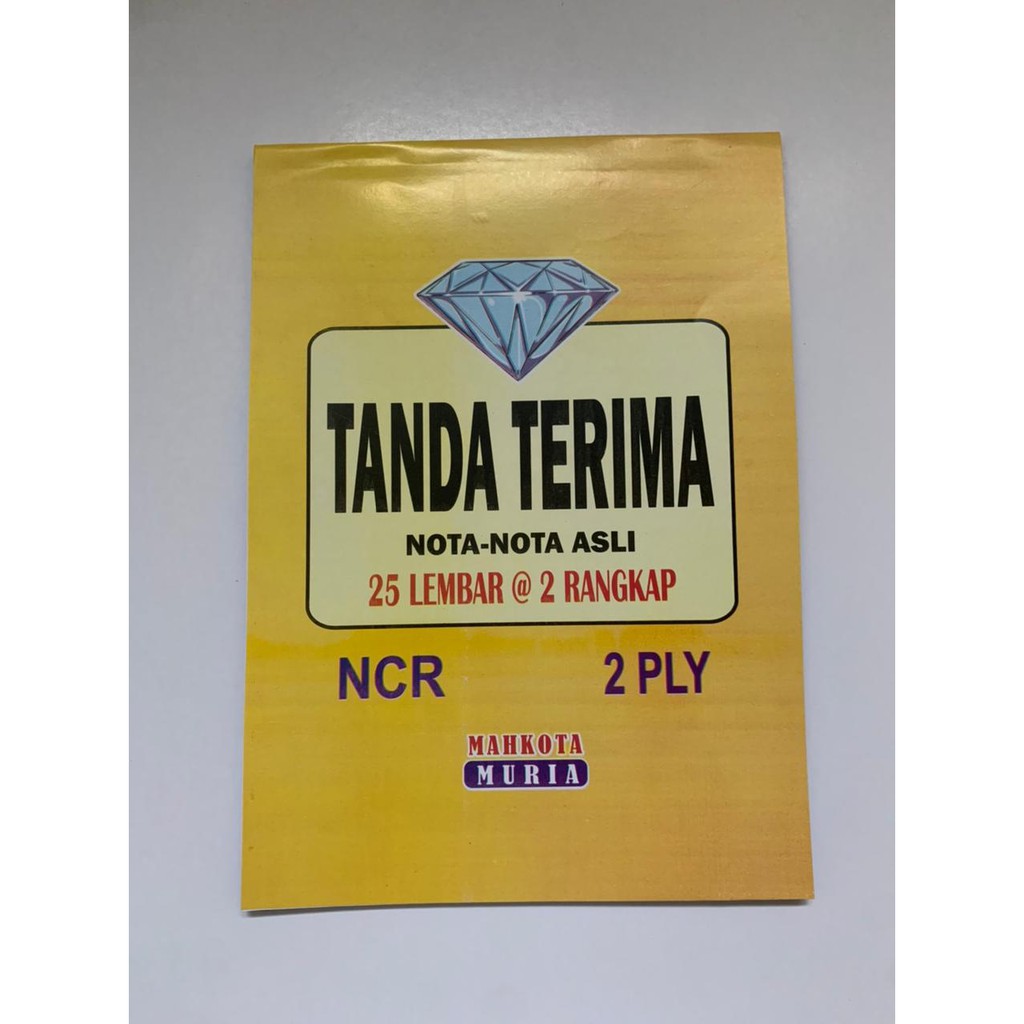 TANDA TERIMA
NOTA-NOTA ASLI
25 LEMBAR @ 2 RANGKAP
NCR 2 PLY
MAHKOTA
MURIA